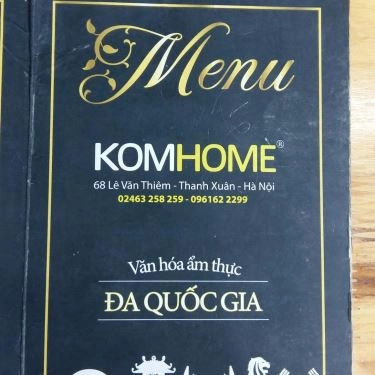 Menu
KOMHOMÈ®
68 Lê Văn Thiêm - Thanh Xuân - Hà Nội
02463 258 259 - 096162 2299
Văn hóa ẩm thực
ĐA QUỐC GIA